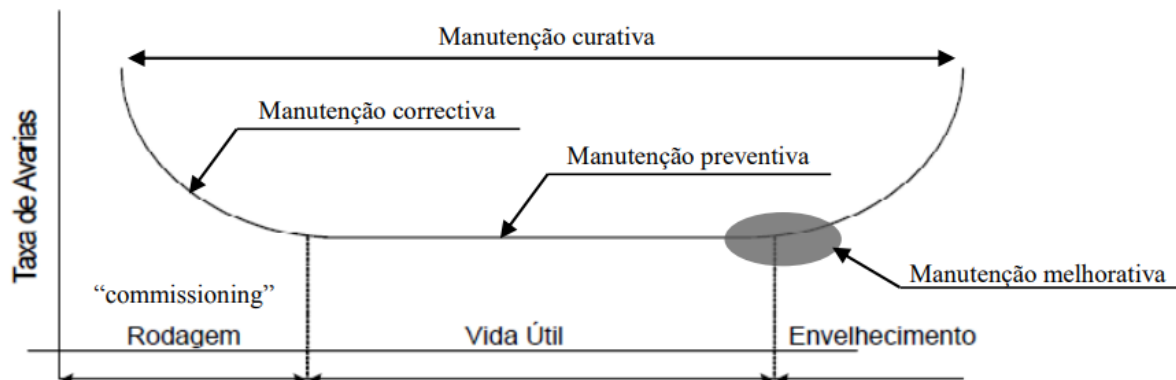 Manutenção curativa
Manutenção correctiva
Manutenção preventiva
Taxa de Avarias
Manutenção melhorativa
“commissioning”
Rodagem
Vida Útil
Envelhecimento